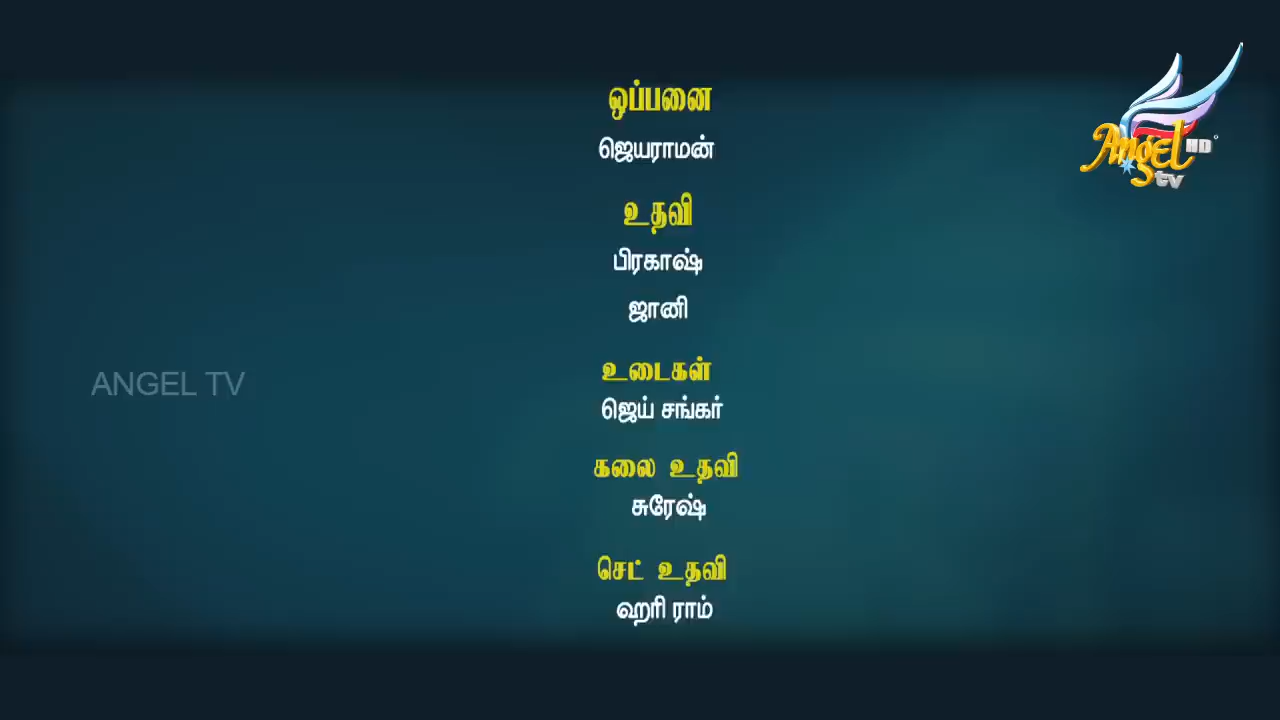 ஒப்பனை
ஜெயராமன்
உதவி
பிரகாஷ்
ஜானி
உடைகள்
ஜெய் சங்கர்
கலை உதவி
சுரேஷ்
செட் உதவி
ஹரி ராம்
ANGEL TV
Angel HD
tv